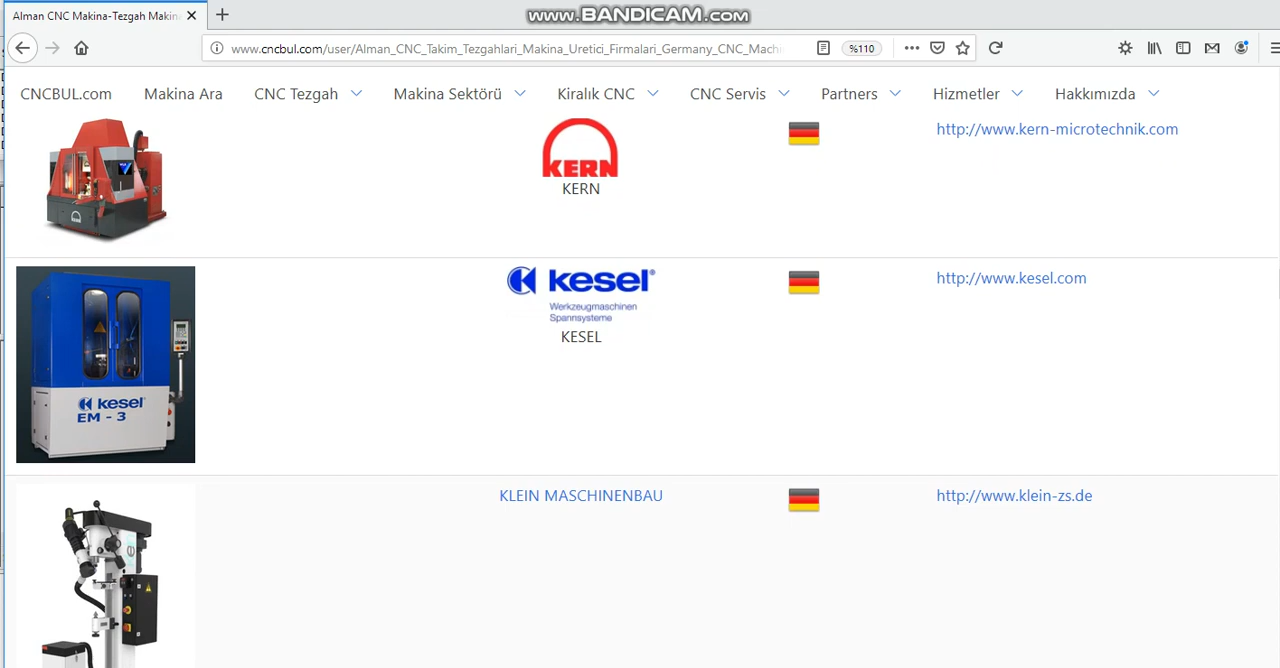 Alman CNC Makina-Tezgah Makin
www.BANDICAM.com
www.cncbul.com/user/Alman_CNC_Takim_Tezgahlari_Makina_Uretici_Firmalari_Germany_CNC_Machi
%110
CNCBUL.com
Makina Ara
CNC Tezgah
Makina Sektörü
Kiralık CNC
CNC Servis
Partners
Hizmetler
Hakkımızda
KERN
KERN
http://www.kern-microtechnik.com
kesel
Werkzeugmaschinen
Spannsysteme
KESEL
http://www.kesel.com
kesel
EM - 3
KLEIN MASCHINENBAU
http://www.klein-zs.de